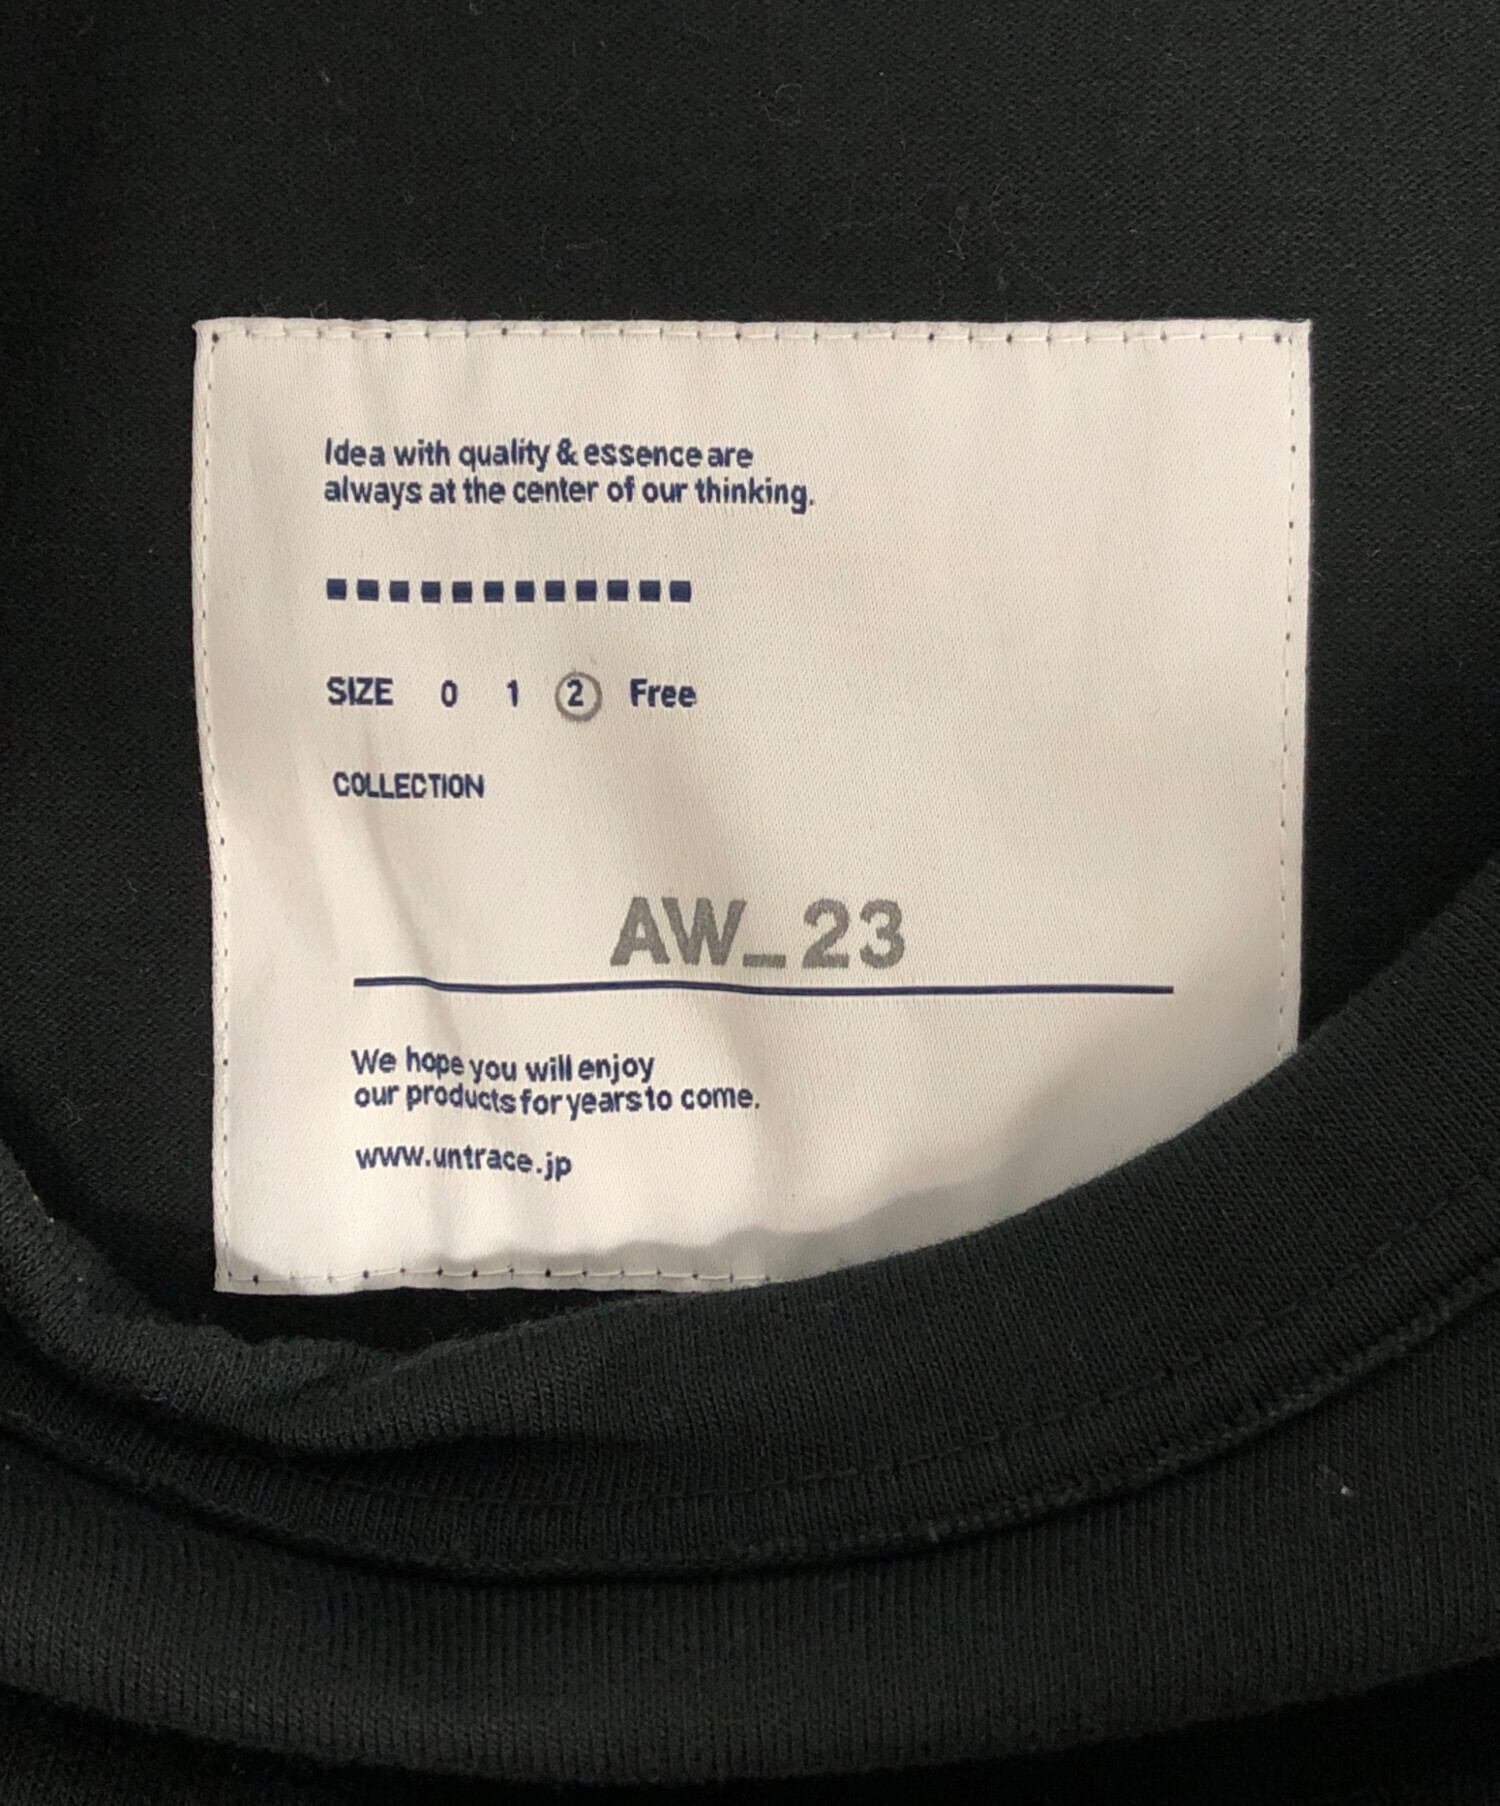 Idea with quality & essence are
always at the center of our thinking.
SIZE 0 1 2 Free
COLLECTION
AW_23
We hope you will enjoy
our products for years to come.
www.untrace.jp